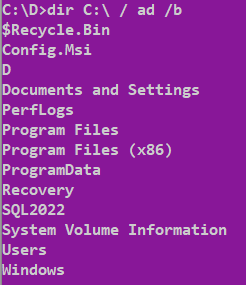 C:\D>dir C:\ / ad /b
$Recycle.Bin
Config.Msi
D
Documents and Settings
PerfLogs
Program Files
Program Files (x86)
ProgramData
Recovery
SQL2022
System Volume Information
Users
Windows